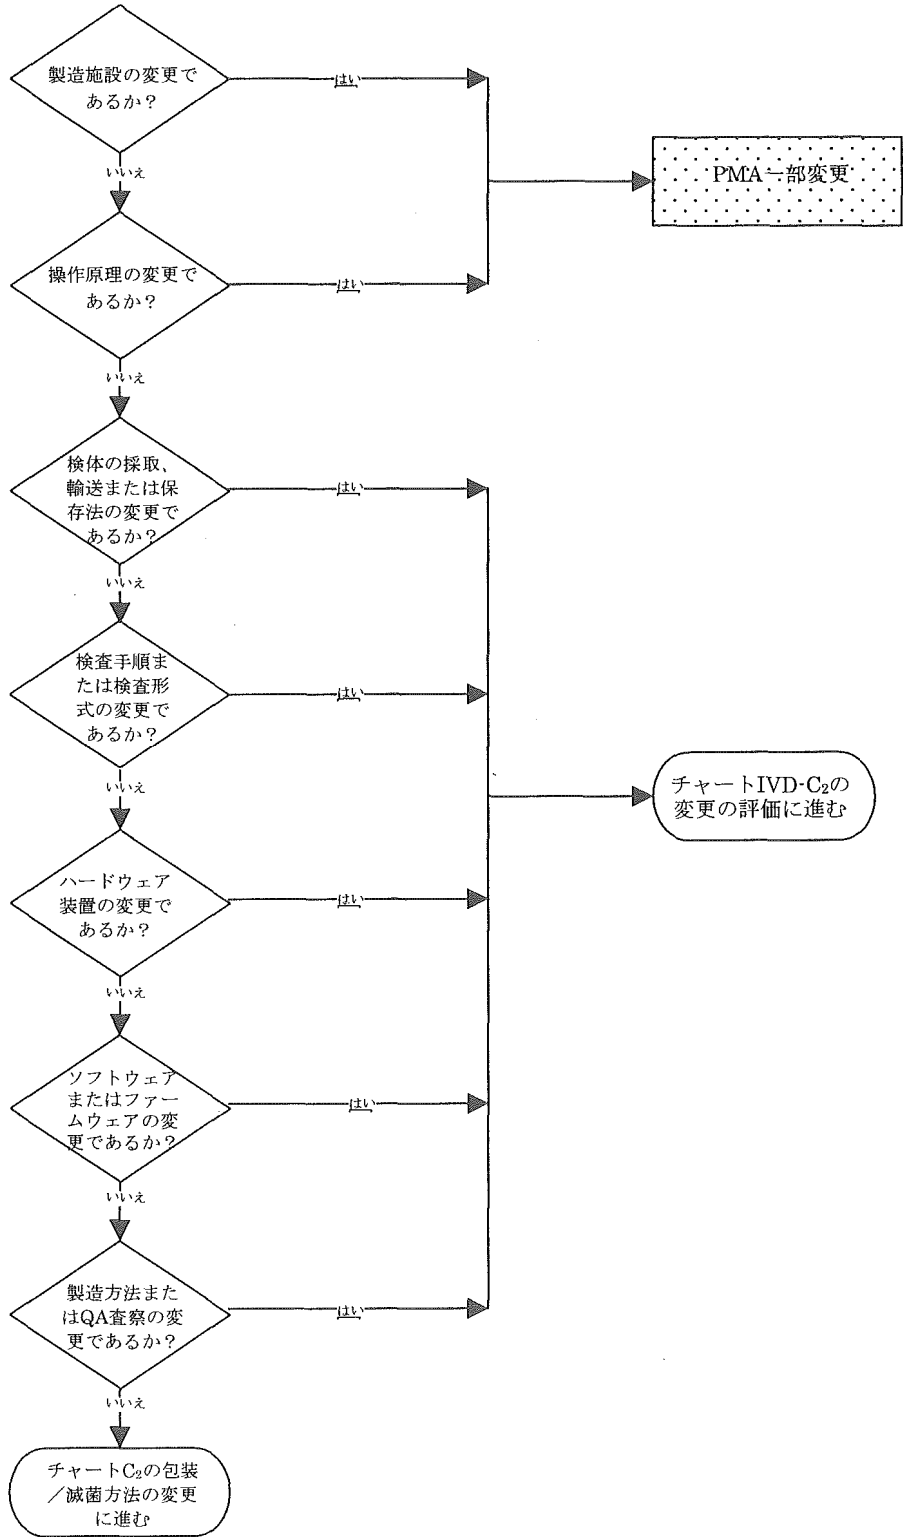 製造施設の変更で
あるか？
はい
いいえ
PMA一部変更
操作原理の変更で
あるか？
はい
いいえ
検体の採取、
輸送または保
存法の変更で
あるか？
はい
いいえ
検査手順ま
たは検査形
式の変更で
あるか？
はい
いいえ
チャートIVD-C₂の
変更の評価に進む
ハードウェア
装置の変更で
あるか？
はい
いいえ
ソフトウェア
またはファー
ムウェアの変
更であるか？
はい
いいえ
製造方法また
はQA査察の変
更であるか？
はい
いいえ
チャートC₂の包装
／滅菌方法の変更
に進む